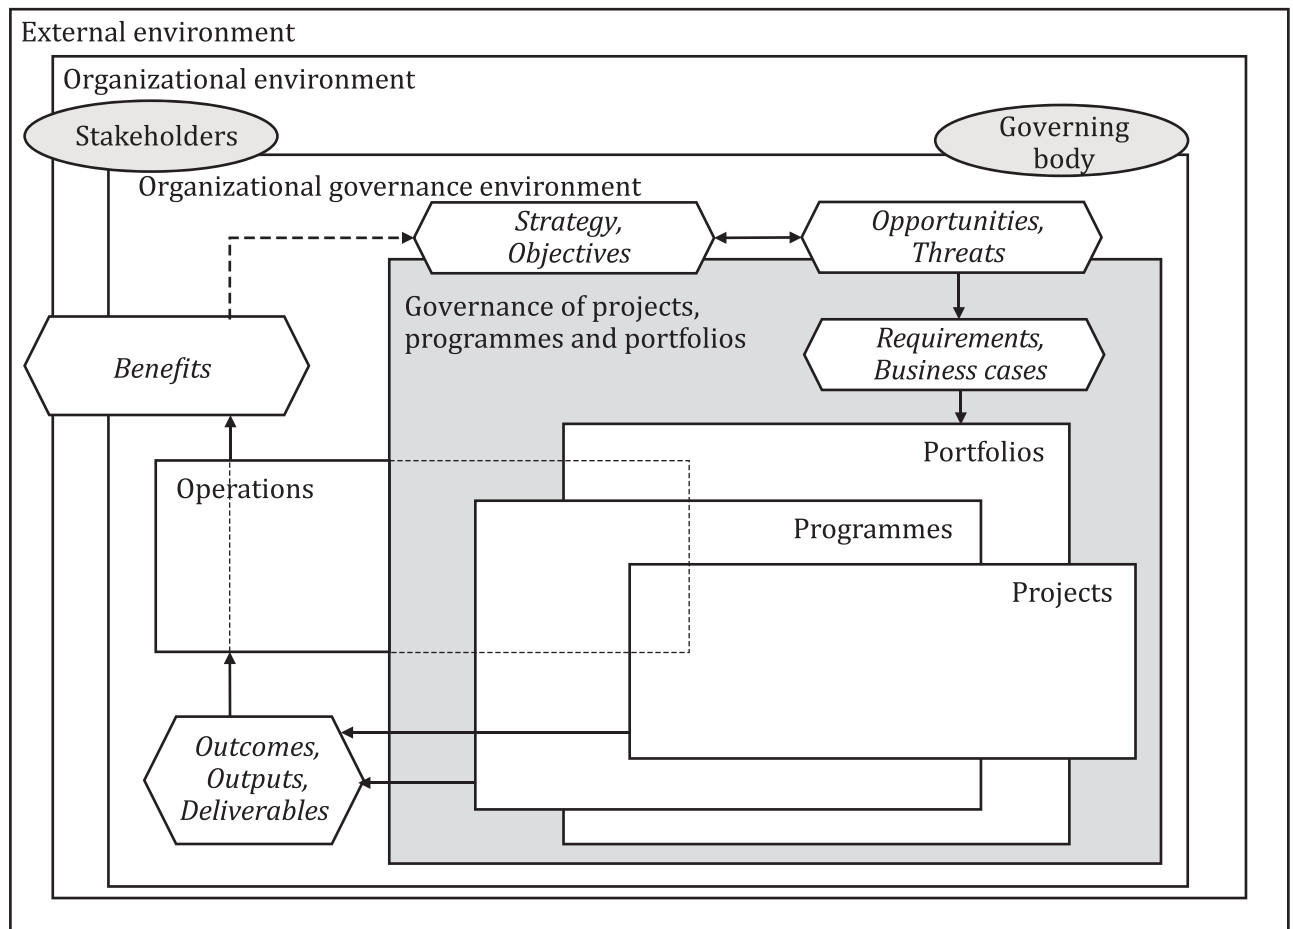 External environment
Organizational environment
Stakeholders
Governing
body
Organizational governance environment
Strategy,
Objectives
Opportunities,
Threats
Governance of projects,
programmes and portfolios
Requirements,
Business cases
Benefits
Portfolios
Operations
Programmes
Projects
Outcomes,
Outputs,
Deliverables